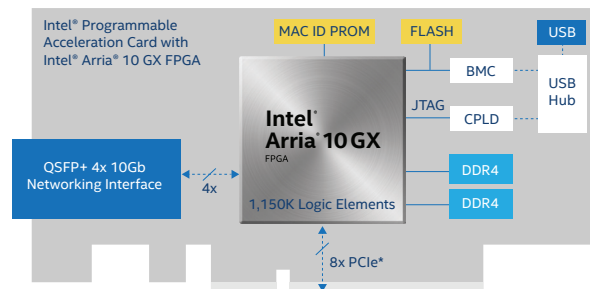 Intel® Programmable
Acceleration Card with
Intel® Arria® 10 GX FPGA
MAC ID PROM
FLASH
USB
BMC
USB
Hub
JTAG
CPLD
Intel®
Arria® 10 GX
FPGA
1,150K Logic Elements
QSFP+ 4x 10Gb
Networking Interface
4x
DDR4
DDR4
8x PCIe*